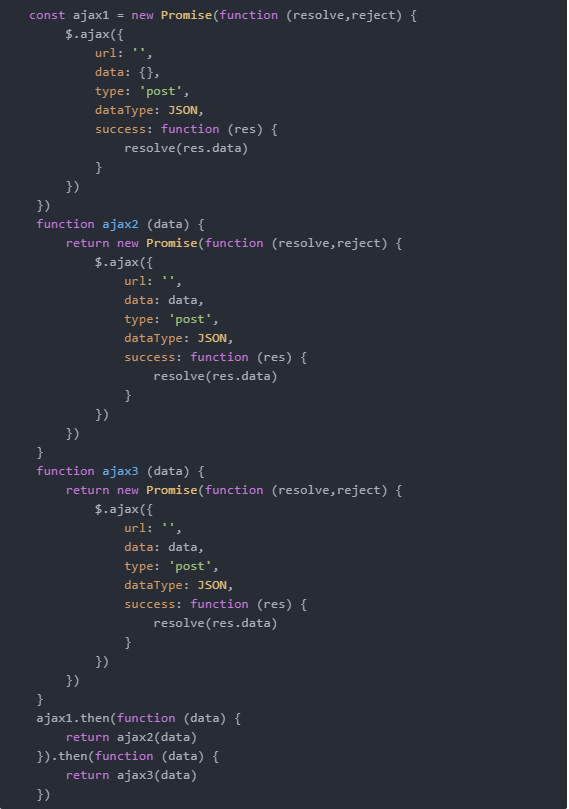 const ajax1 = new Promise(function (resolve,reject) {
    $.ajax({
        url: '',
        data: {},
        type: 'post',
        dataType: JSON,
        success: function (res) {
            resolve(res.data)
        }
    })
})
function ajax2 (data) {
    return new Promise(function (resolve,reject) {
        $.ajax({
            url: '',
            data: data,
            type: 'post',
            dataType: JSON,
            success: function (res) {
                resolve(res.data)
            }
        })
    })
}
function ajax3 (data) {
    return new Promise(function (resolve,reject) {
        $.ajax({
            url: '',
            data: data,
            type: 'post',
            dataType: JSON,
            success: function (res) {
                resolve(res.data)
            }
        })
    })
}
ajax1.then(function (data) {
    return ajax2(data)
}).then(function (data) {
    return ajax3(data)
})